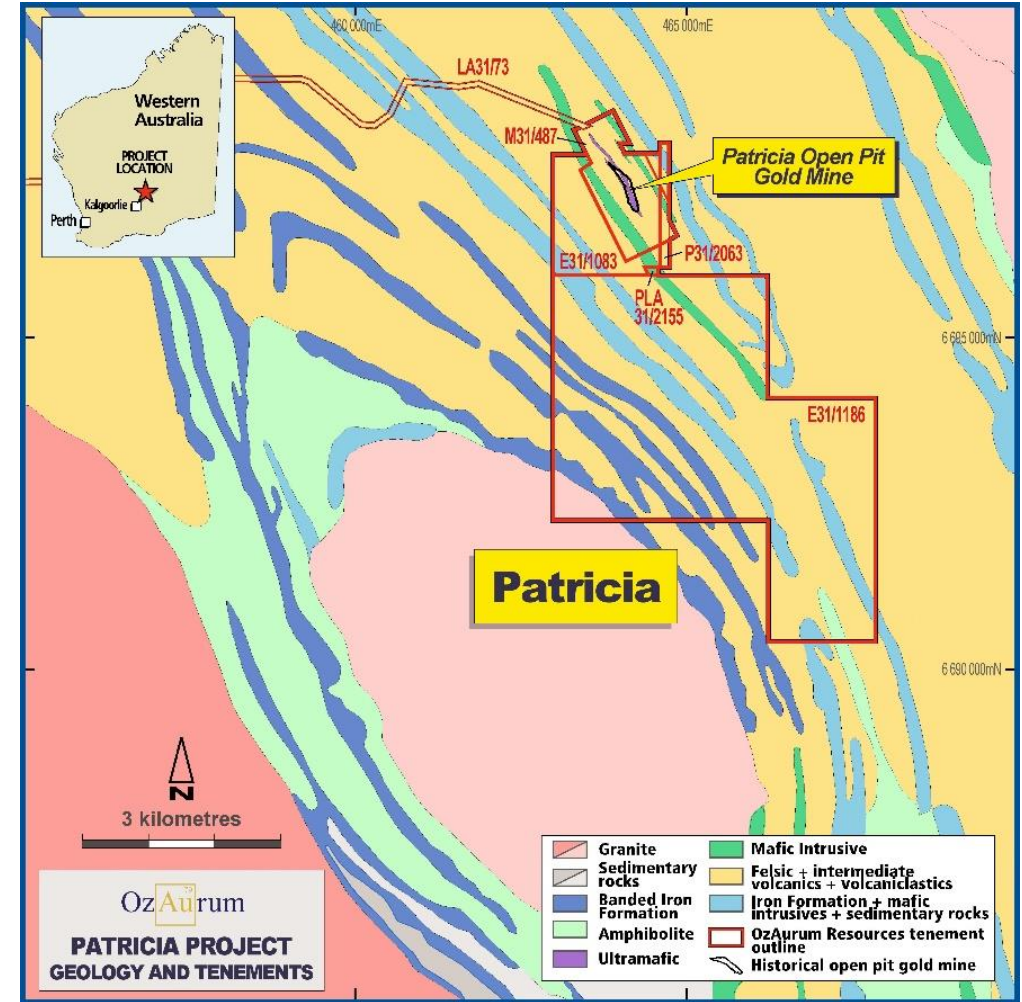 460 000mE
465 000mE
LA31/73
Western
Australia
PROJECT
LOCATION
Kalgoorlie
Perth
M31/487
Patricia Open Pit
Gold Mine
E31/1083
P31/2063
PLA
31/2155
6 685 000mN
E31/1186
Patricia
6 690 000mN
N
3 kilometres
OzAurum
PATRICIA PROJECT
GEOLOGY AND TENEMENTS
Granite
Sedimentary
rocks
Banded Iron
Formation
Amphibolite
Ultramafic
Mafic Intrusive
Felsic + intermediate
volcanics + volcaniclastics
Iron Formation + mafic
intrusives + sedimentary rocks
OzAurum Resources tenement
outline
Historical open pit gold mine